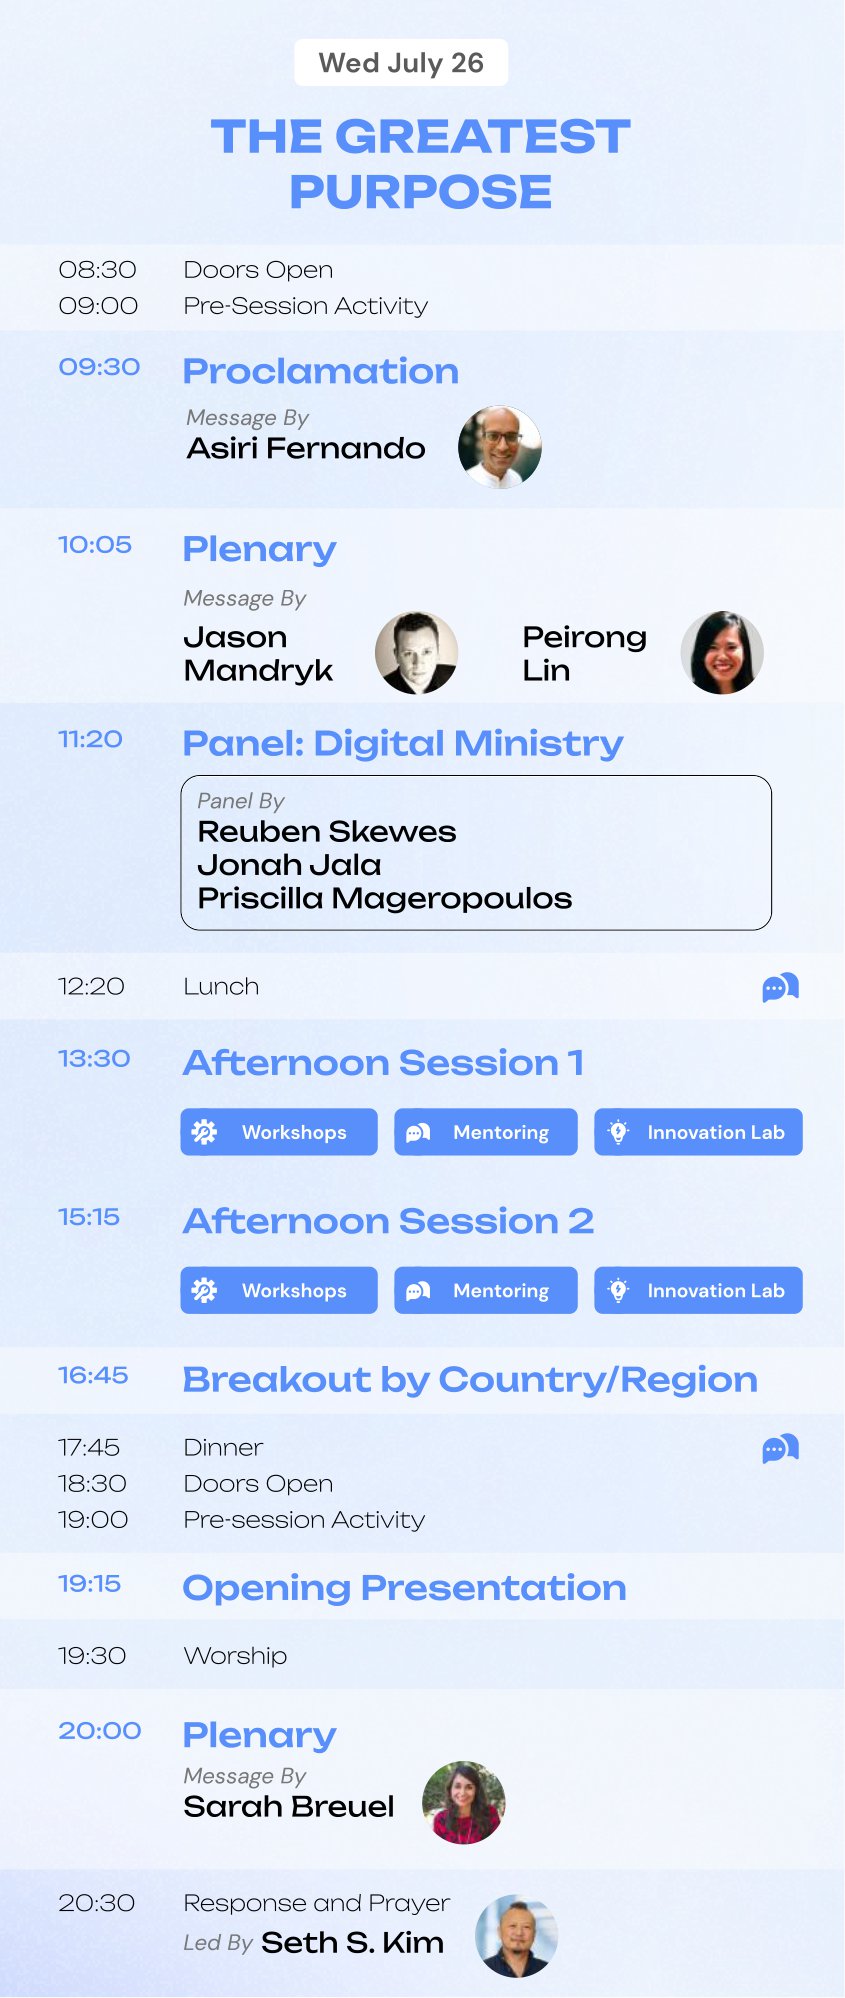 Wed July 26
THE GREATEST
PURPOSE
08:30 Doors Open
09:00 Pre-Session Activity
09:30 Proclamation
Message By
Asiri Fernando
10:05 Plenary
Message By
Jason Mandryk
Peirong Lin
11:20 Panel: Digital Ministry
Panel By
Reuben Skewes
Jonah Jala
Priscilla Mageropoulos
12:20 Lunch
13:30 Afternoon Session 1
Workshops Mentoring Innovation Lab
15:15 Afternoon Session 2
Workshops Mentoring Innovation Lab
16:45 Breakout by Country/Region
17:45 Dinner
18:30 Doors Open
19:00 Pre-session Activity
19:15 Opening Presentation
19:30 Worship
20:00 Plenary
Message By
Sarah Breuel
20:30 Response and Prayer
Led By Seth S. Kim